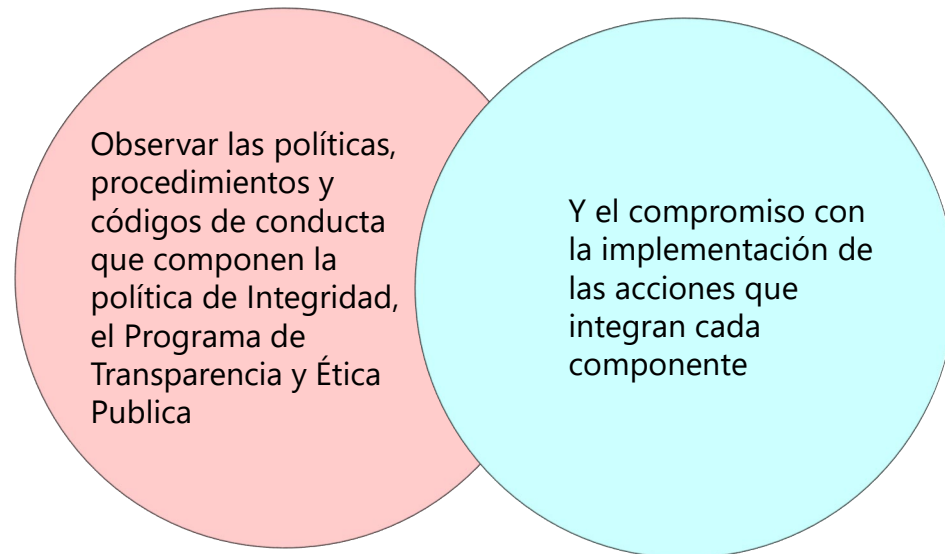 Observar las políticas,
procedimientos y
códigos de conducta
que componen la
política de Integridad,
el Programa de
Transparencia y Ética
Publica
Y el compromiso con
la implementación de
las acciones que
integran cada
componente